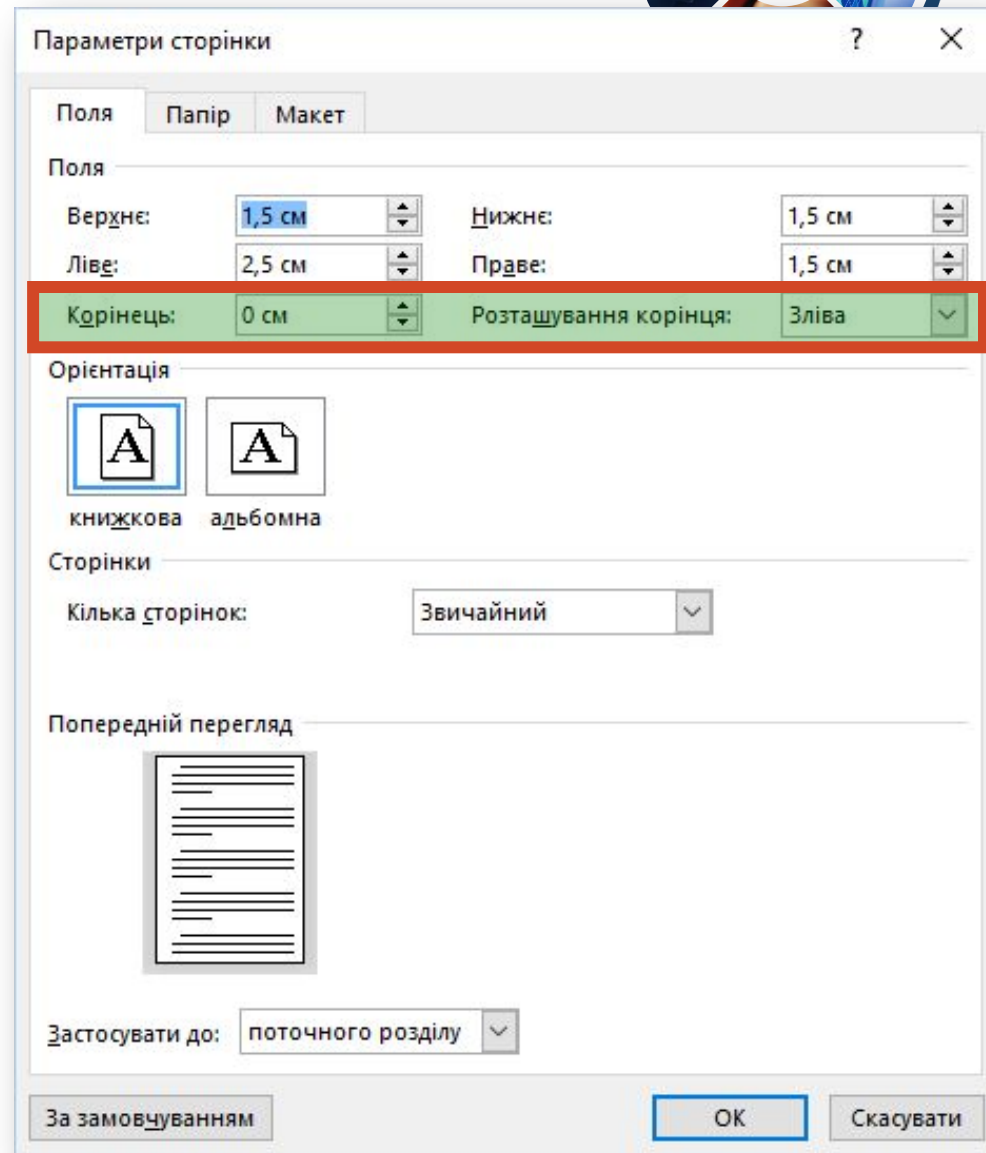 Параметри сторінки ?
Поля Папір Макет
Поля
Верхнє: 1,5 см Нижнє: 1,5 см
Ліве: 2,5 см Праве: 1,5 см
Корінець: 0 см Розташування корінця: Зліва
Орієнтація
A A
книжкова альбомна
Сторінки
Кілька сторінок: Звичайний
Попередній перегляд
Застосувати до: поточного розділу
За замовчуванням ОК Скасувати